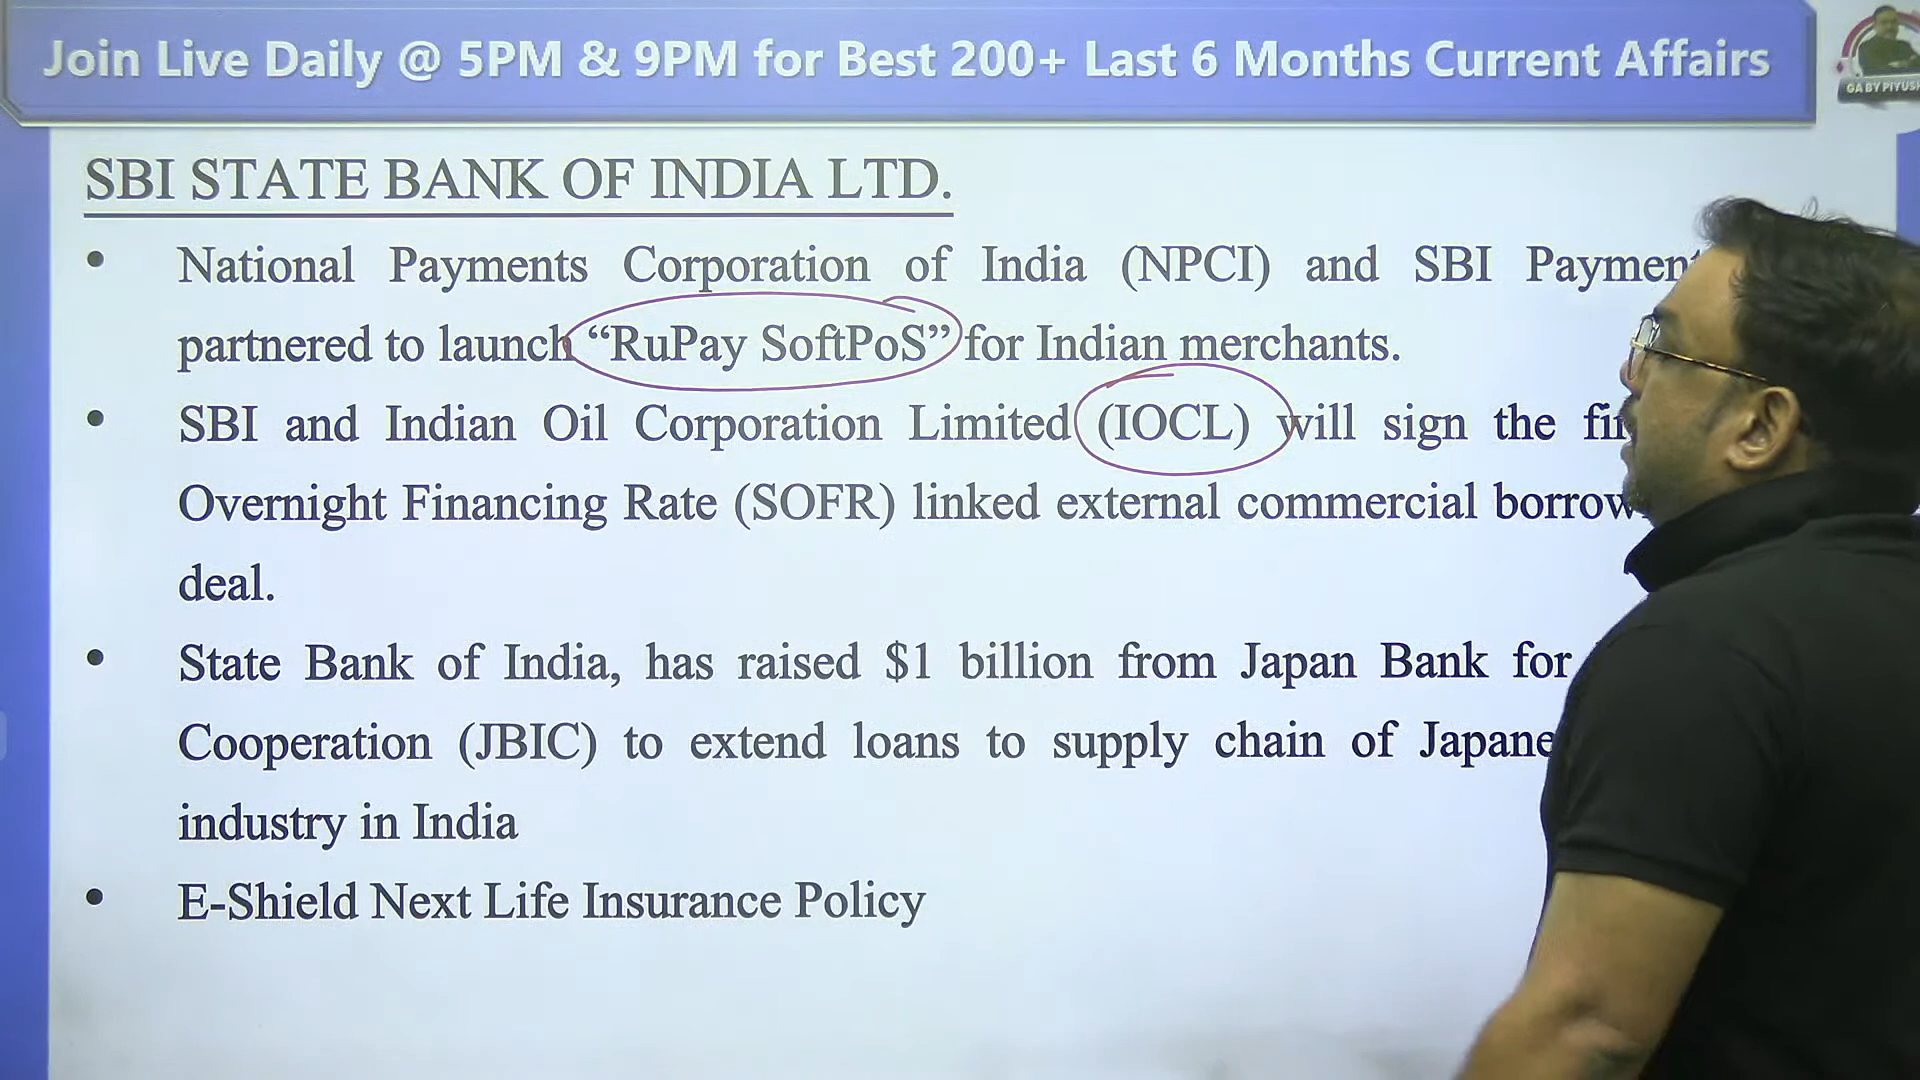 Join Live Daily @ 5PM & 9PM for Best 200+ Last 6 Months Current Affairs
GA BY PIYUSH
SBI STATE BANK OF INDIA LTD.
• National Payments Corporation of India (NPCI) and SBI
partnered to launch “RuPay SoftPoS” for Indian merchants.
• SBI and Indian Oil Corporation Limited (IOCL) will sign the
Overnight Financing Rate (SOFR) linked external commercial
deal.
• State Bank of India, has raised $1 billion from Japan Bank for
Cooperation (JBIC) to extend loans to supply chain of
industry in India
• E-Shield Next Life Insurance Policy